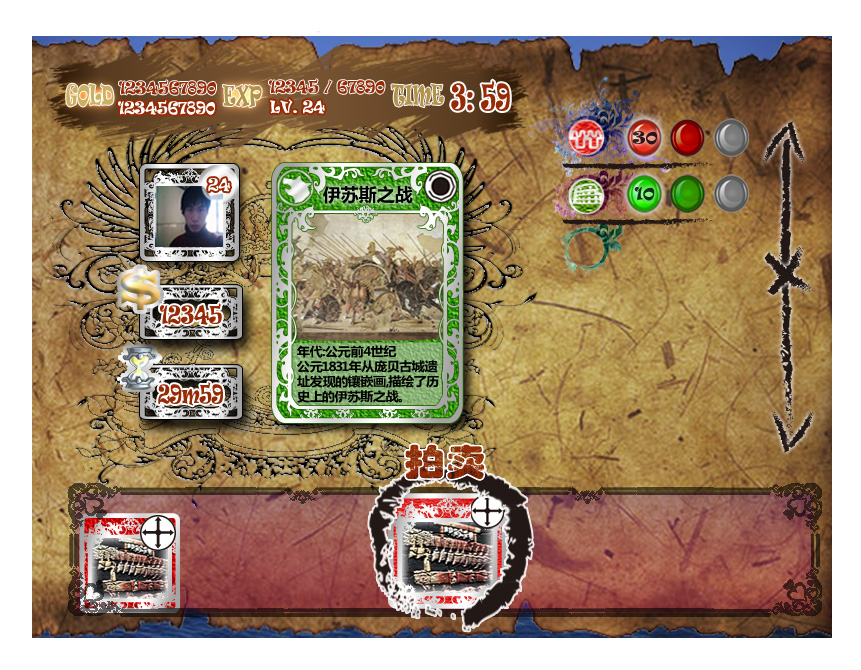 GOLD 1234567890 EXP 12345 / 67890 TIME 3: 59
1234567890 LV. 24
24
伊苏斯之战
30
10
12345
年代:公元前4世纪
公元1831年从庞贝古城遗
址发现的镶嵌画,描绘了历
史上的伊苏斯之战。
29m59
拍卖